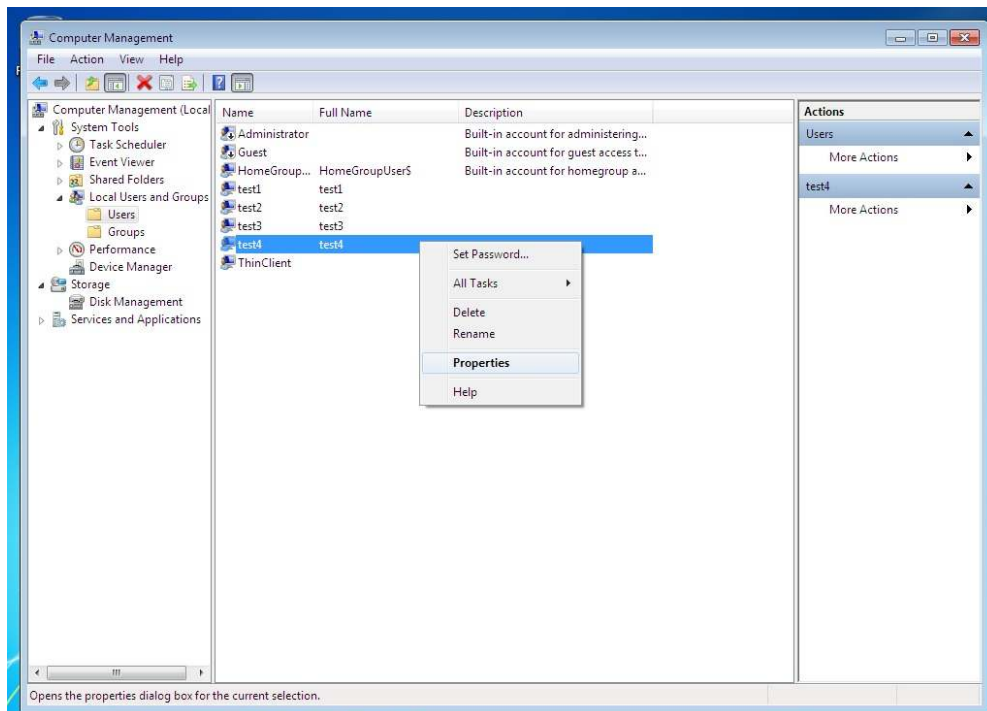 Computer Management
File Action View Help
Computer Management (Local
System Tools
Task Scheduler
Event Viewer
Shared Folders
Local Users and Groups
Users
Groups
Performance
Device Manager
Storage
Disk Management
Services and Applications
Name Full Name Description
Administrator Built-in account for administering...
Guest Built-in account for guest access t...
HomeGroup... HomeGroupUser$ Built-in account for homegroup a...
test1 test1
test2 test2
test3 test3
test4 test4
ThinClient
Set Password...
All Tasks
Delete
Rename
Properties
Help
Actions
Users
More Actions
test4
More Actions
Opens the properties dialog box for the current selection.